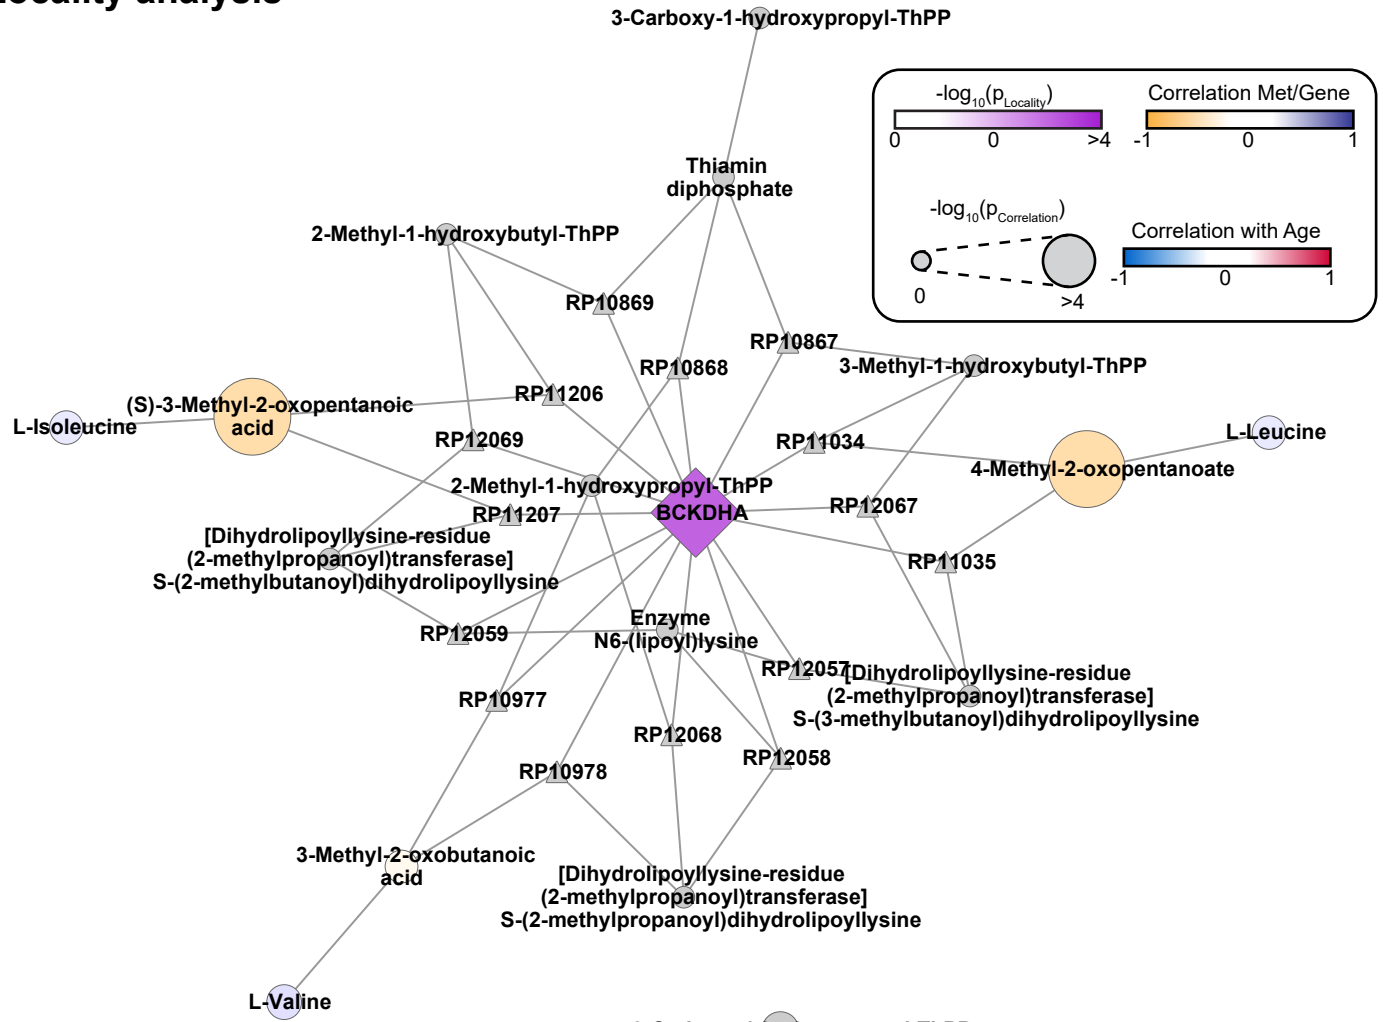 locality analysis
3-Carboxy-1-hydroxypropyl-ThPP
-log10(pLocality)
0
0
>4
Correlation Met/Gene
-1
0
1
-log10(pCorrelation)
0
>4
Correlation with Age
-1
0
1
Thiamin
diphosphate
2-Methyl-1-hydroxybutyl-ThPP
RP10869
RP10867
RP10868
3-Methyl-1-hydroxybutyl-ThPP
RP11206
(S)-3-Methyl-2-oxopentanoic
acid
L-Isoleucine
RP12069
RP11034
L-Leucine
4-Methyl-2-oxopentanoate
2-Methyl-1-hydroxypropyl-ThPP
BCKDHA
RP11207
RP12067
[Dihydrolipoyllysine-residue
(2-methylpropanoyl)transferase]
S-(2-methylbutanoyl)dihydrolipoyllysine
RP11035
Enzyme
N6-(lipoyl)lysine
RP12059
RP12057
[Dihydrolipoyllysine-residue
(2-methylpropanoyl)transferase]
S-(3-methylbutanoyl)dihydrolipoyllysine
RP10977
RP12068
RP12058
RP10978
3-Methyl-2-oxobutanoic
acid
[Dihydrolipoyllysine-residue
(2-methylpropanoyl)transferase]
S-(2-methylpropanoyl)dihydrolipoyllysine
L-Valine